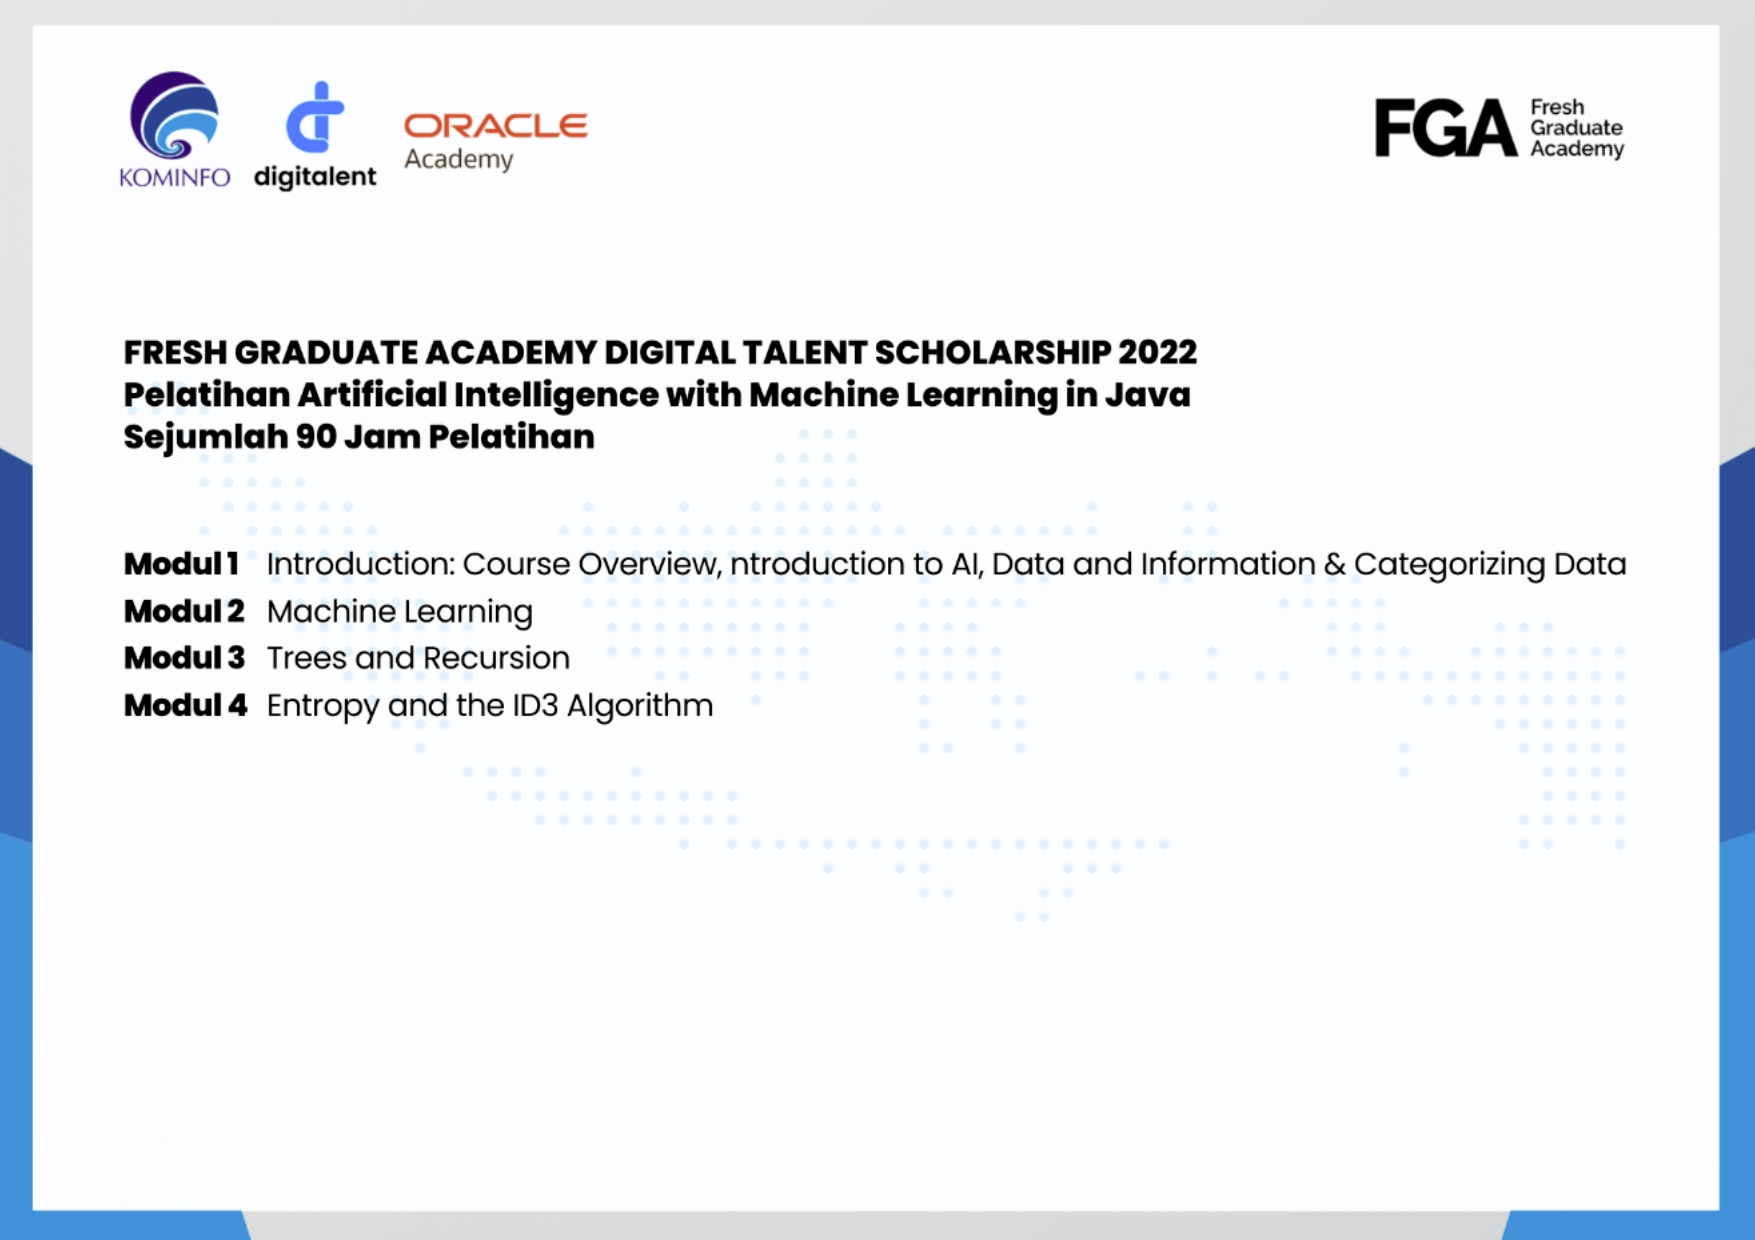 KOMINFO
digitalent
ORACLE
Academy
FGA
Fresh
Graduate
Academy
FRESH GRADUATE ACADEMY DIGITAL TALENT SCHOLARSHIP 2022
Pelatihan Artificial Intelligence with Machine Learning in Java
Sejumlah 90 Jam Pelatihan
Modul 1 Introduction: Course Overview, ntroduction to AI, Data and Information & Categorizing Data
Modul 2 Machine Learning
Modul 3 Trees and Recursion
Modul 4 Entropy and the ID3 Algorithm